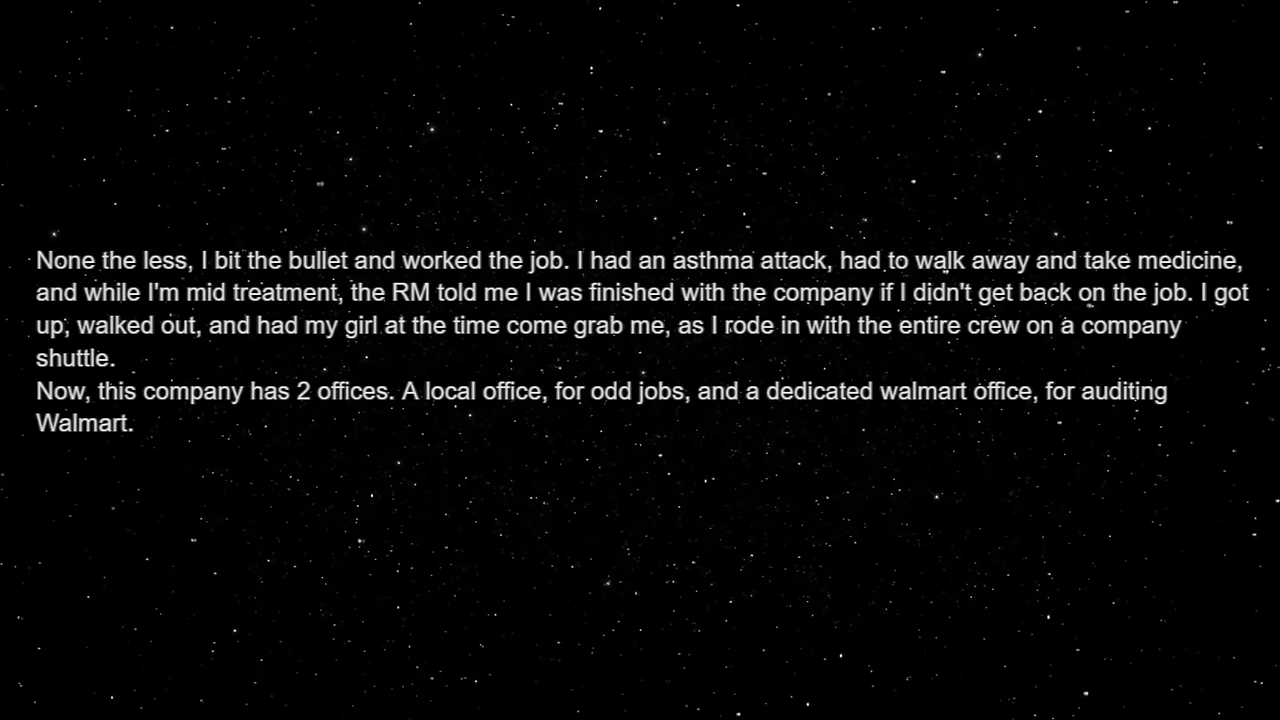 None the less, I bit the bullet and worked the job. I had an asthma attack, had to walk away and take medicine,
and while I'm mid treatment, the RM told me I was finished with the company if I didn't get back on the job. I got
up, walked out, and had my girl at the time come grab me, as I rode in with the entire crew on a company
shuttle.
Now, this company has 2 offices. A local office, for odd jobs, and a dedicated walmart office, for auditing
Walmart.